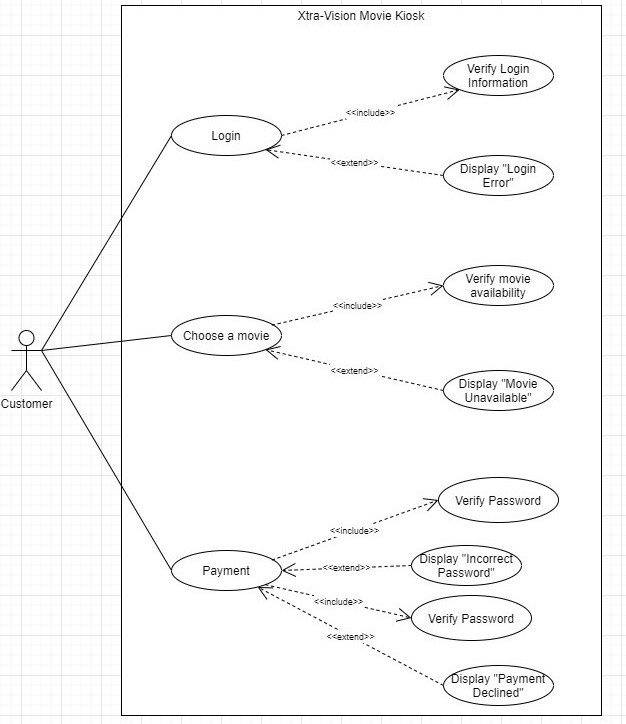 Xtra-Vision Movie Kiosk
Verify Login
Information
<<include>>
Login
<<extend>>
Display "Login
Error"
Verify movie
availability
<<include>>
Choose a movie
<<extend>>
Display "Movie
Unavailable"
Customer
Verify Password
<<include>>
Payment
<<extend>>
Display "Incorrect
Password"
<<include>>
Verify Password
<<extend>>
Display "Payment
Declined"